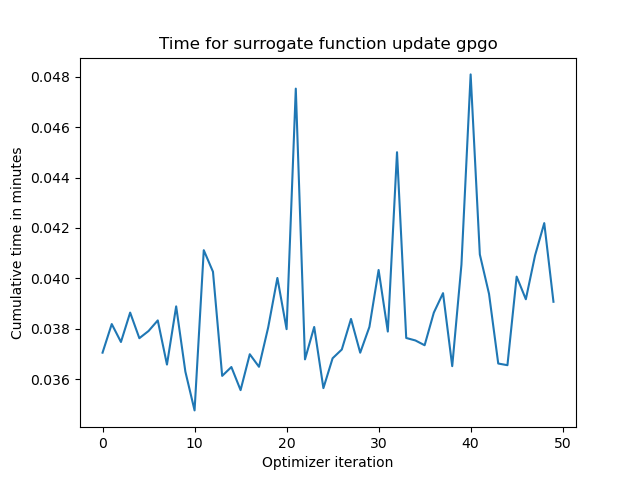 Time for surrogate function update gpgo
0.048
0.046
0.044
0.042
0.040
0.038
0.036
Cumulative time in minutes
0 10 20 30 40 50
Optimizer iteration